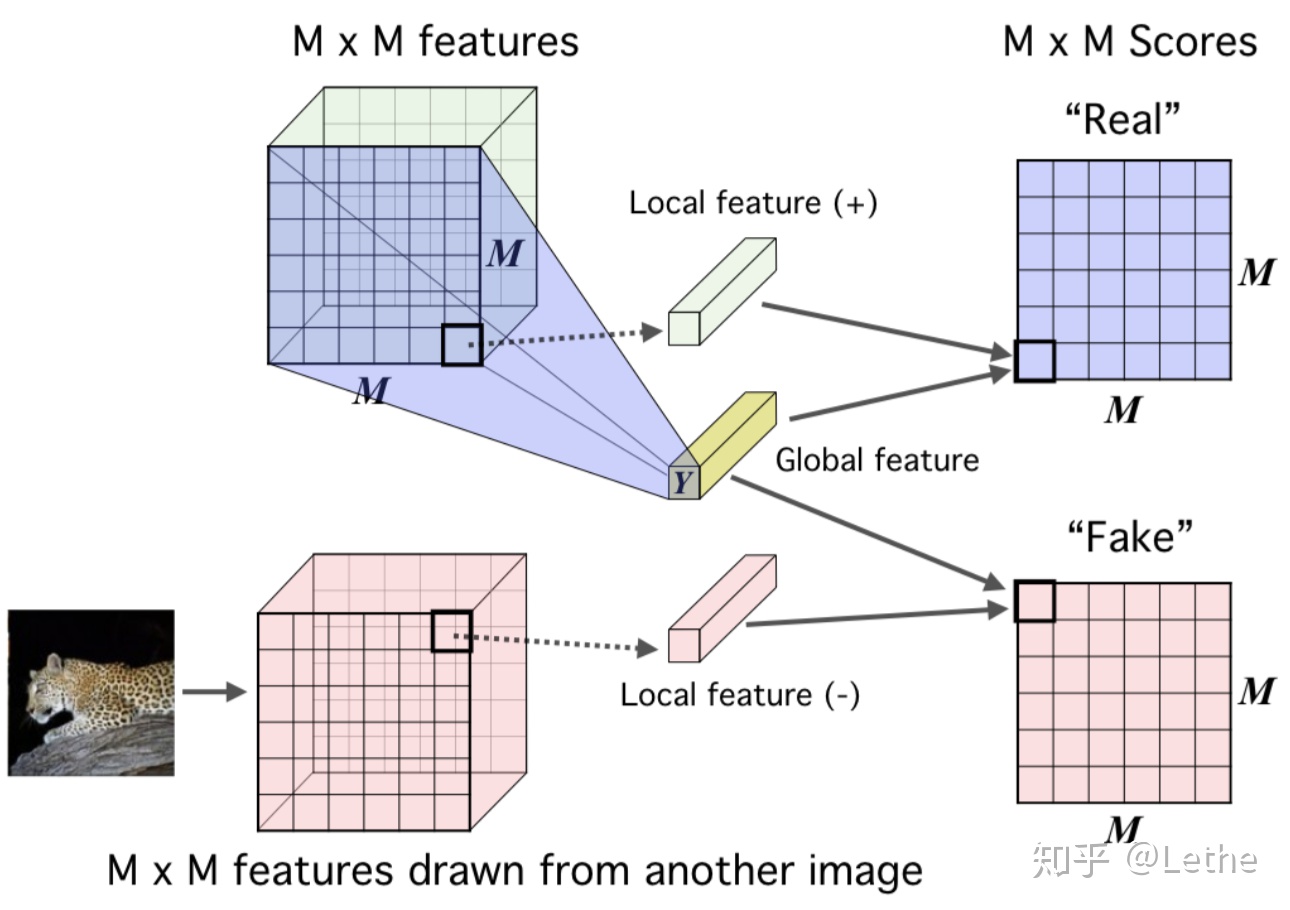 M x M features
M x M Scores
“Real”
Local feature (+)
M
M
M
M
Y
Global feature
“Fake”
Local feature (-)
M
M
M x M features drawn from another image
知乎 @Lethe